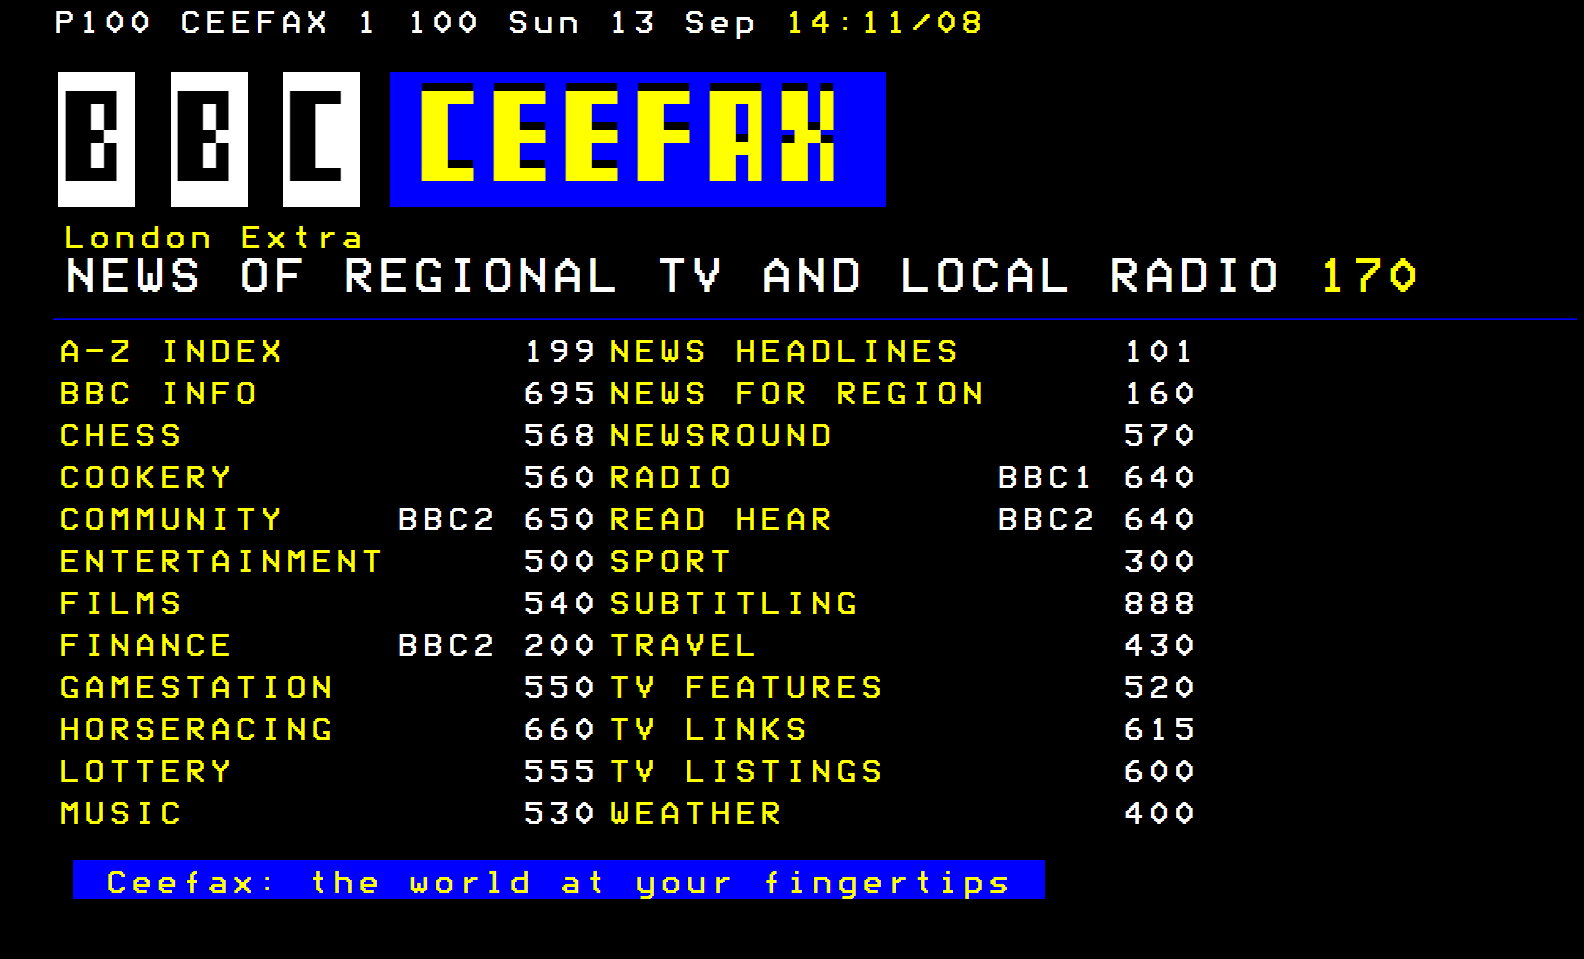 P100 CEEFAX 1 100 Sun 13 Sep 14:11/08
BBC CEEFAX
London Extra
NEWS OF REGIONAL TV AND LOCAL RADIO 170
A-Z INDEX 199 NEWS HEADLINES 101
BBC INFO 695 NEWS FOR REGION 160
CHESS 568 NEWSROUND 570
COOKERY 560 RADIO BBC1 640
COMMUNITY BBC2 650 READ HEAR BBC2 640
ENTERTAINMENT 500 SPORT 300
FILMS 540 SUBTITLING 888
FINANCE BBC2 200 TRAVEL 430
GAMESTATION 550 TV FEATURES 520
HORSERACING 660 TV LINKS 615
LOTTERY 555 TV LISTINGS 600
MUSIC 530 WEATHER 400
Ceefax: the world at your fingertips